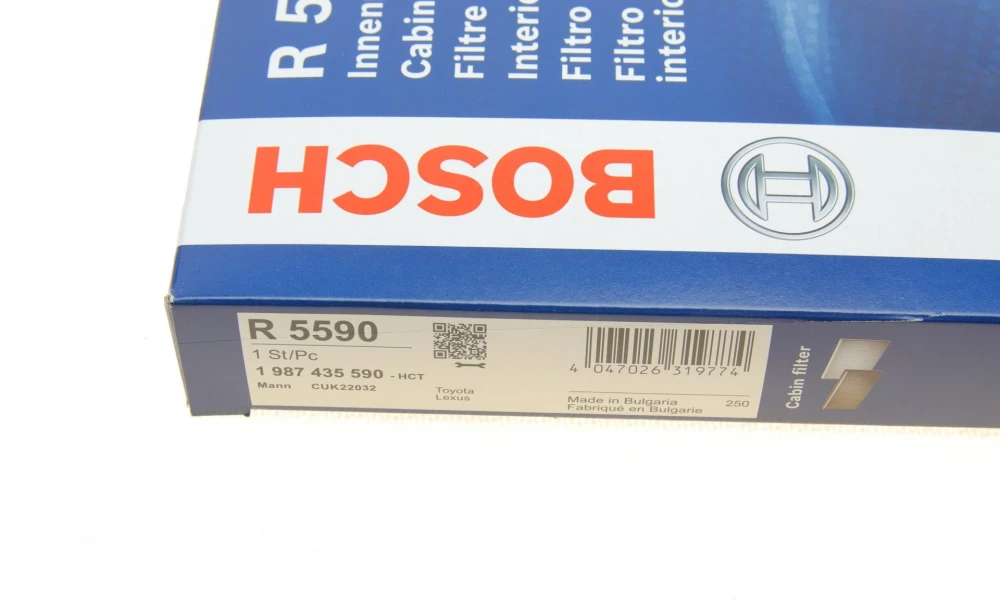 R 5
Innen
Cabin
Filtre
Interio
Filtro
Filtro
interio
BOSCH
R 5590
1 St/Pc
1 987 435 590 - HCT
Mann CUK22032
Toyota
Lexus
4 047026 319774
Made in Bulgaria
Fabriqué en Bulgarie
250
Cabin filter